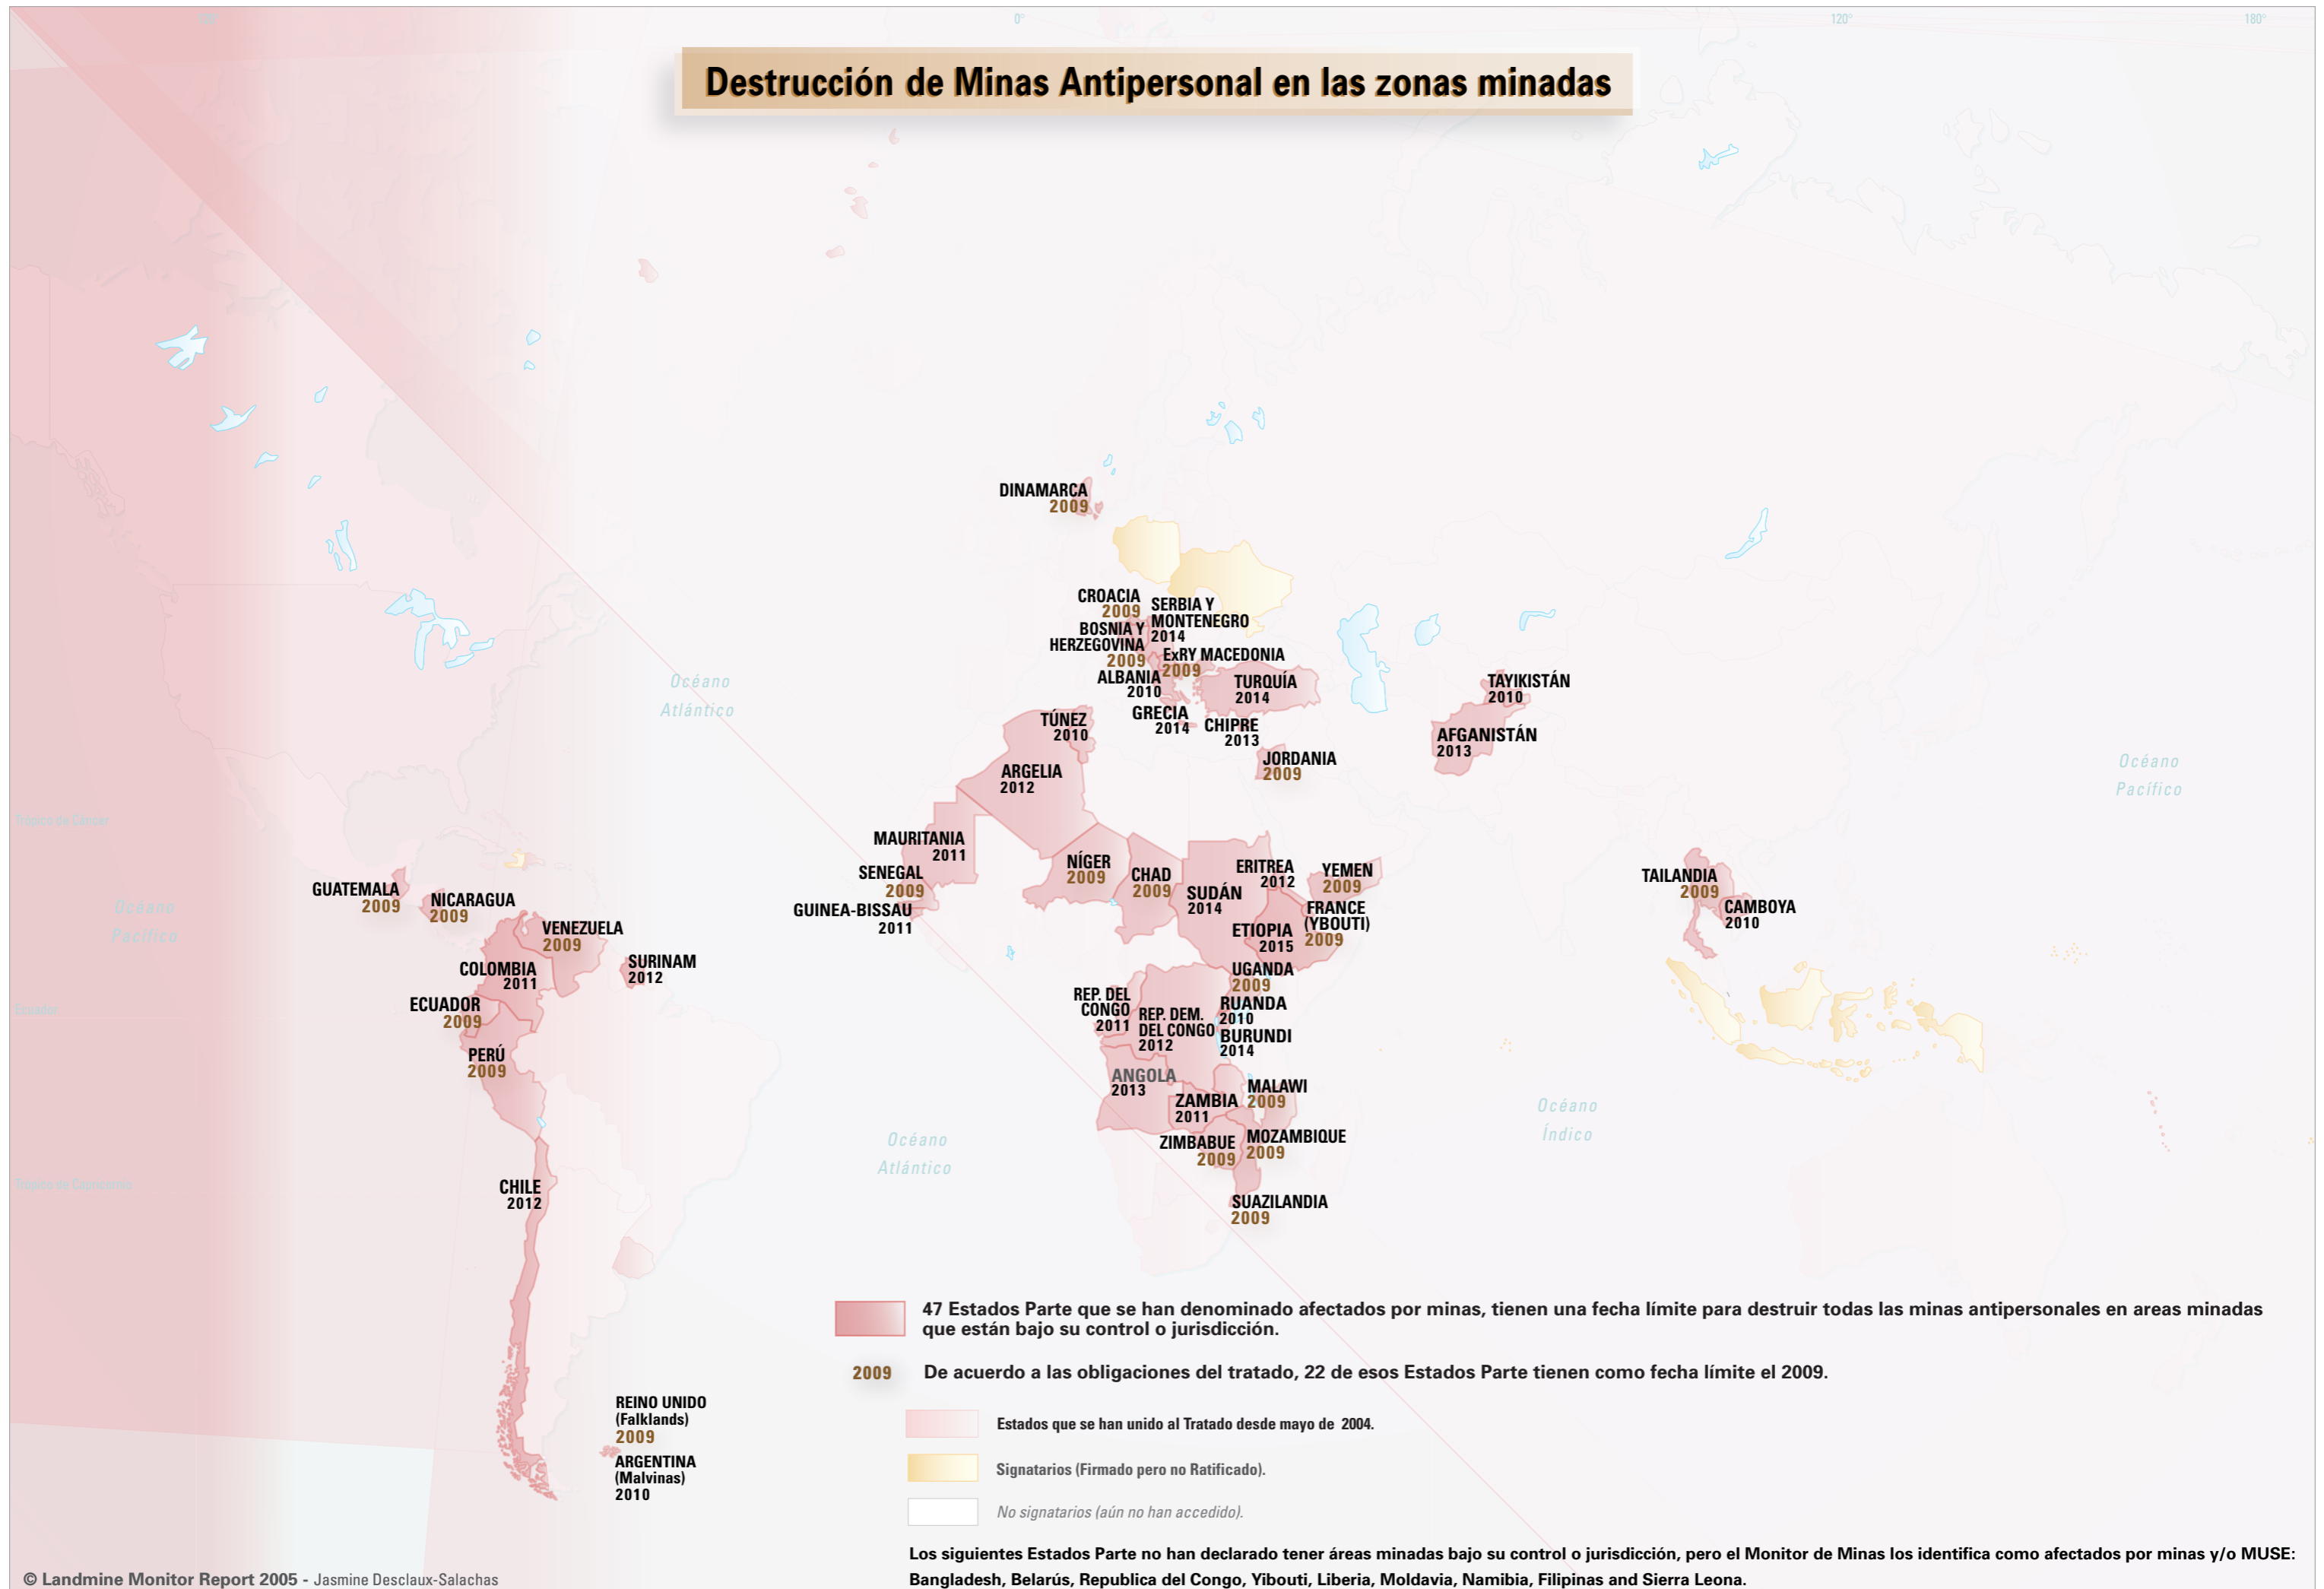 180°
0°
120°
180°
Destrucción de Minas Antipersonal en las zonas minadas
DINAMARCA
2009
CROACIA
2009
SERBIA Y
MONTENEGRO
2014
BOSNIA Y
HERZEGOVINA
2009
ExRY MACEDONIA
2009
ALBANIA
2010
TURQUÍA
2014
GRECIA
2014
CHIPRE
2013
TAYIKISTÁN
2010
AFGANISTÁN
2013
Océano
Atlántico
TÚNEZ
2010
ARGELIA
2012
JORDANIA
2009
Océano
Pacífico
Trópico de Cáncer
MAURITANIA
2011
SENEGAL
2009
GUINEA-BISSAU
2011
NÍGER
2009
CHAD
2009
SUDÁN
2014
ERITREA
2012
YEMEN
2009
FRANCE
(YBOUTI)
2009
ETIOPIA
2015
TAILANDIA
2009
CAMBOYA
2010
GUATEMALA
2009
NICARAGUA
2009
Océano
Pacífico
VENEZUELA
2009
COLOMBIA
2011
SURINAM
2012
ECUADOR
2009
PERÚ
2009
Ecuador
UGANDA
2009
REP. DEL
CONGO
2011
REP. DEM.
DEL CONGO
2012
RUANDA
2010
BURUNDI
2014
ANGOLA
2013
ZAMBIA
2011
MALAWI
2009
ZIMBABUE
2009
MOZAMBIQUE
2009
SUAZILANDIA
2009
Océano
Atlántico
Océano
Índico
Trópico de Capricornio
CHILE
2012
REINO UNIDO
(Falklands)
2009
ARGENTINA
(Malvinas)
2010
47 Estados Parte que se han denominado afectados por minas, tienen una fecha límite para destruir todas las minas antipersonales en areas minadas
que están bajo su control o jurisdicción.
2009 De acuerdo a las obligaciones del tratado, 22 de esos Estados Parte tienen como fecha límite el 2009.
Estados que se han unido al Tratado desde mayo de 2004.
Signatarios (Firmado pero no Ratificado).
No signatarios (aún no han accedido).
Los siguientes Estados Parte no han declarado tener áreas minadas bajo su control o jurisdicción, pero el Monitor de Minas los identifica como afectados por minas y/o MUSE:
Bangladesh, Belarús, Republica del Congo, Yibouti, Liberia, Moldavia, Namibia, Filipinas and Sierra Leona.
© Landmine Monitor Report 2005 - Jasmine Desclaux-Salachas